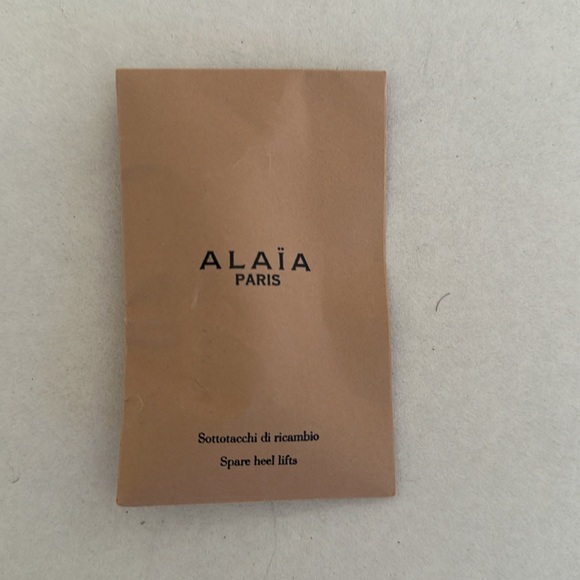 ALAÏA
PARIS
Sottotacchi di ricambio
Spare heel lifts